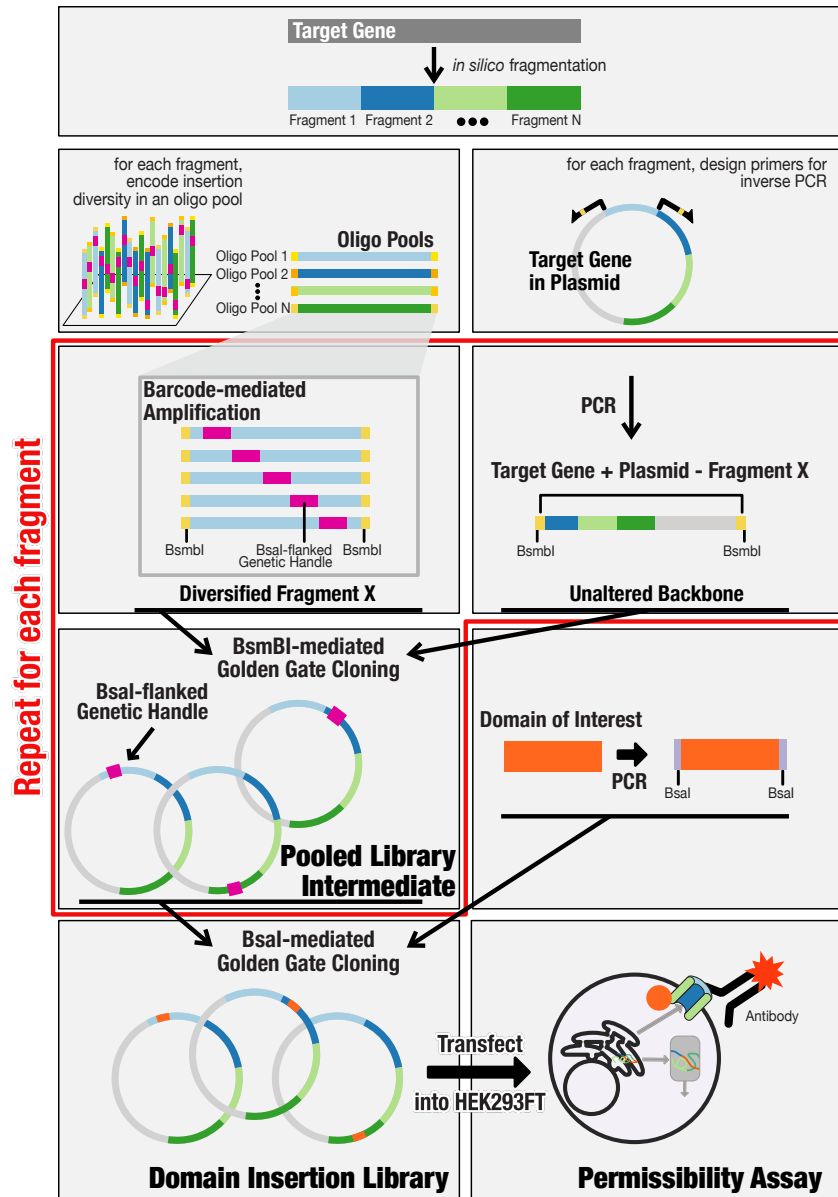 Target Gene
in silico fragmentation
Fragment 1 Fragment 2 ●●● Fragment N
for each fragment,
encode insertion
diversity in an oligo pool
Oligo Pools
Oligo Pool 1
Oligo Pool 2
Oligo Pool N
for each fragment, design primers for
inverse PCR
Target Gene
in Plasmid
Repeat for each fragment
Barcode-mediated
Amplification
BsmbI
BsaI-flanked
Genetic Handle
BsmbI
Diversified Fragment X
PCR
Target Gene + Plasmid - Fragment X
BsmbI
BsmbI
Unaltered Backbone
BsmBI-mediated
Golden Gate Cloning
BsaI-flanked
Genetic Handle
Pooled Library
Intermediate
Domain of Interest
PCR
BsaI
BsaI
BsaI-mediated
Golden Gate Cloning
Domain Insertion Library
Transfect
into HEK293FT
Antibody
Permissibility Assay